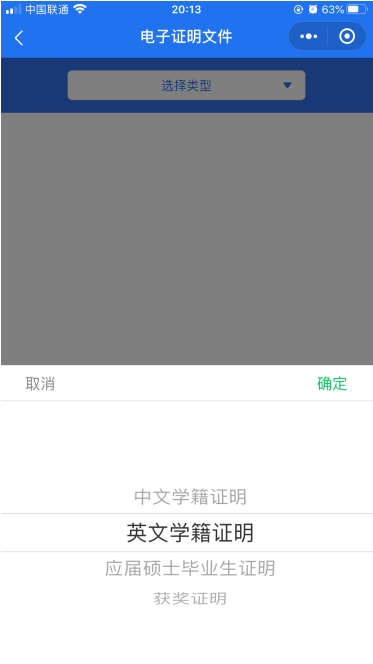 中国联通 20:13 63%
电子证明文件
选择类型
取消 确定
中文学籍证明
英文学籍证明
应届硕士毕业生证明
获奖证明